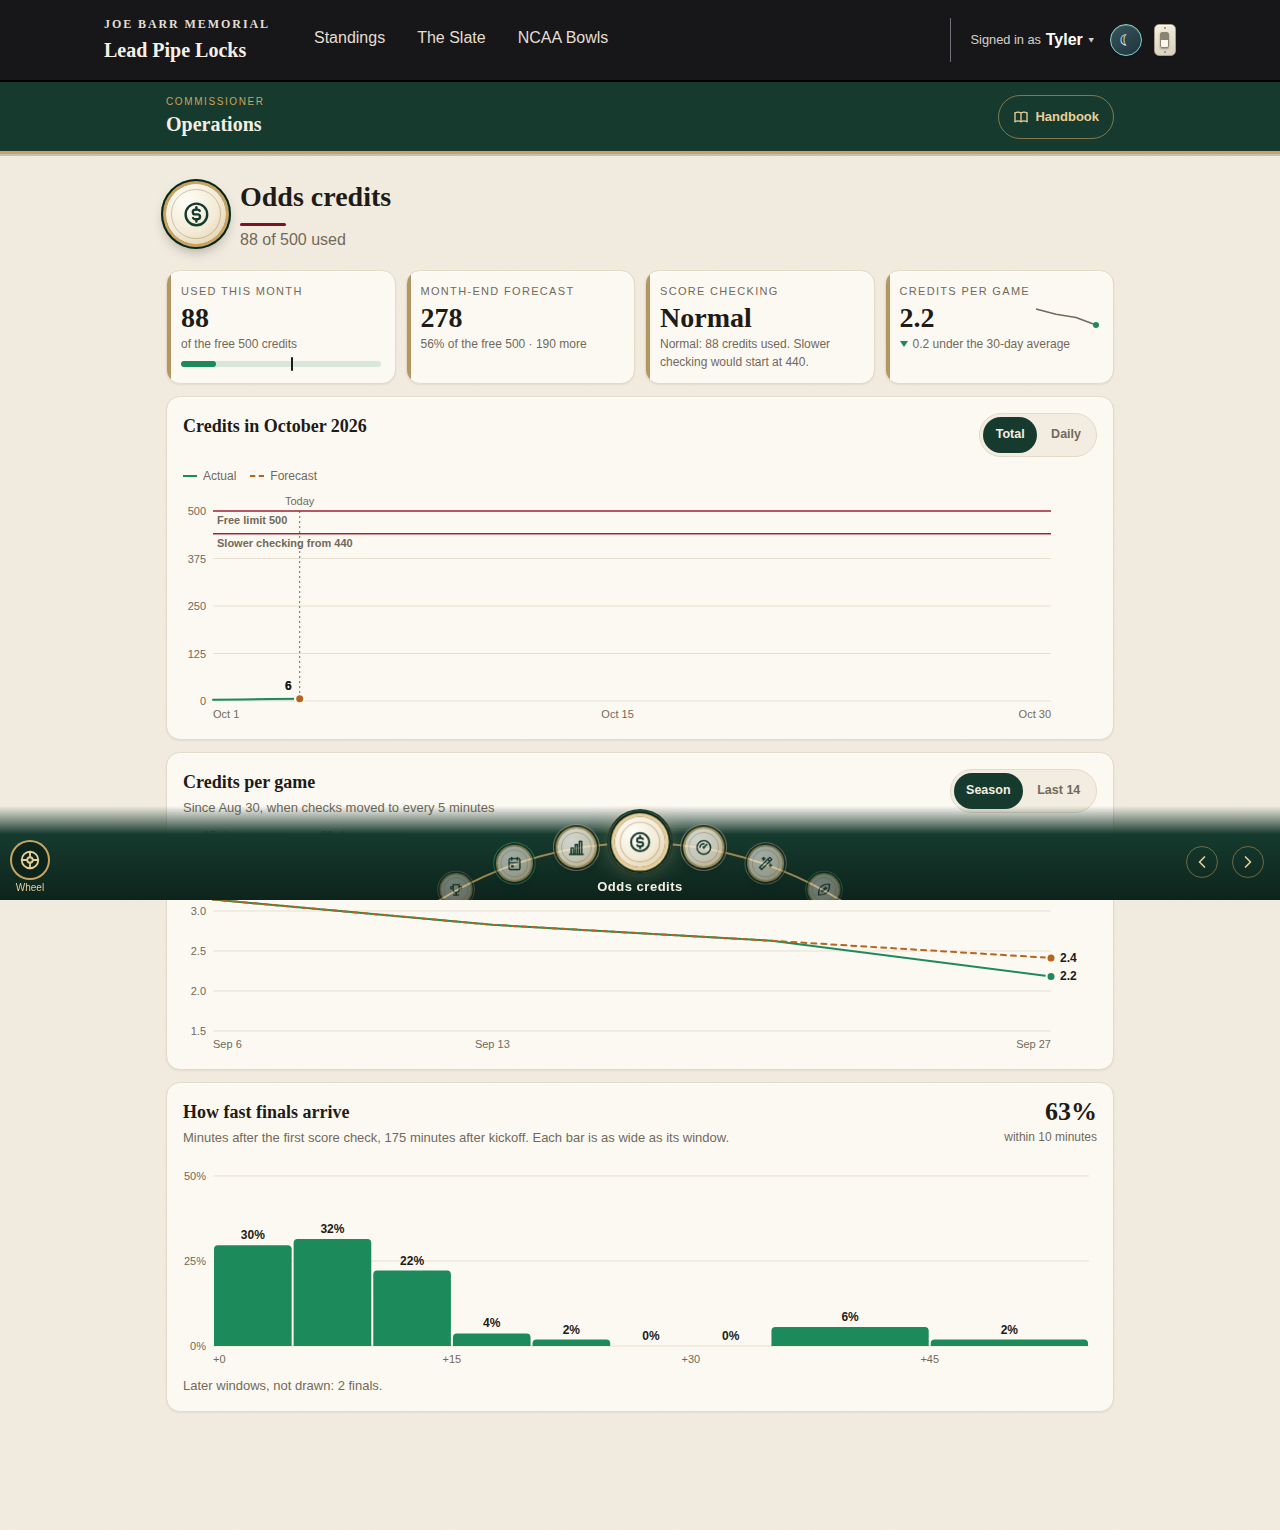 JOE BARR MEMORIAL
Lead Pipe Locks
Standings
The Slate
NCAA Bowls
Signed in as Tyler
COMMISSIONER
Operations
Handbook
Odds credits
88 of 500 used
USED THIS MONTH
88
of the free 500 credits
MONTH-END FORECAST
278
56% of the free 500 · 190 more
SCORE CHECKING
Normal
Normal: 88 credits used. Slower
checking would start at 440.
CREDITS PER GAME
2.2
0.2 under the 30-day average
Credits in October 2026
Total
Daily
Actual
Forecast
Today
500
Free limit 500
Slower checking from 440
375
250
125
6
0
Oct 1
Oct 15
Oct 30
Credits per game
Since Aug 30, when checks moved to every 5 minutes
Season
Last 14
Wheel
Odds credits
3.0
2.5
2.4
2.2
2.0
1.5
Sep 6
Sep 13
Sep 27
How fast finals arrive
63%
Minutes after the first score check, 175 minutes after kickoff. Each bar is as wide as its window.
within 10 minutes
50%
30%
32%
22%
25%
4%
2%
0%
0%
6%
2%
0%
+0
+15
+30
+45
Later windows, not drawn: 2 finals.